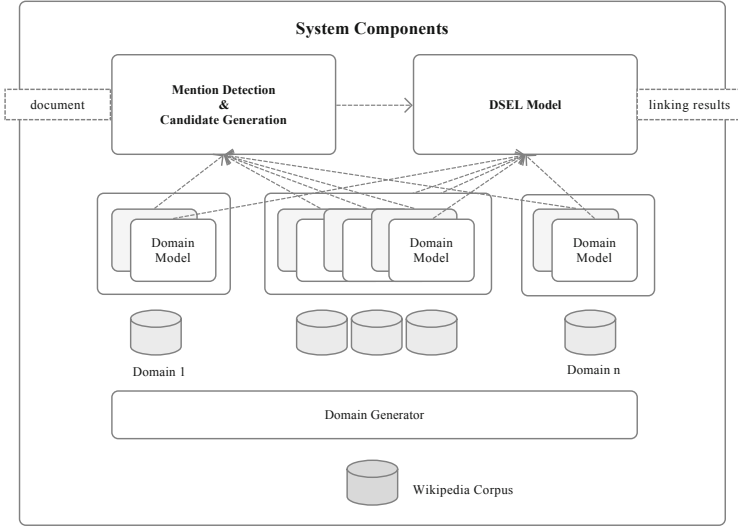 System Components
document
Mention Detection
&
Candidate Generation
DSEL Model
linking results
Domain
Model
Domain
Model
Domain
Model
Domain 1
Domain n
Domain Generator
Wikipedia Corpus